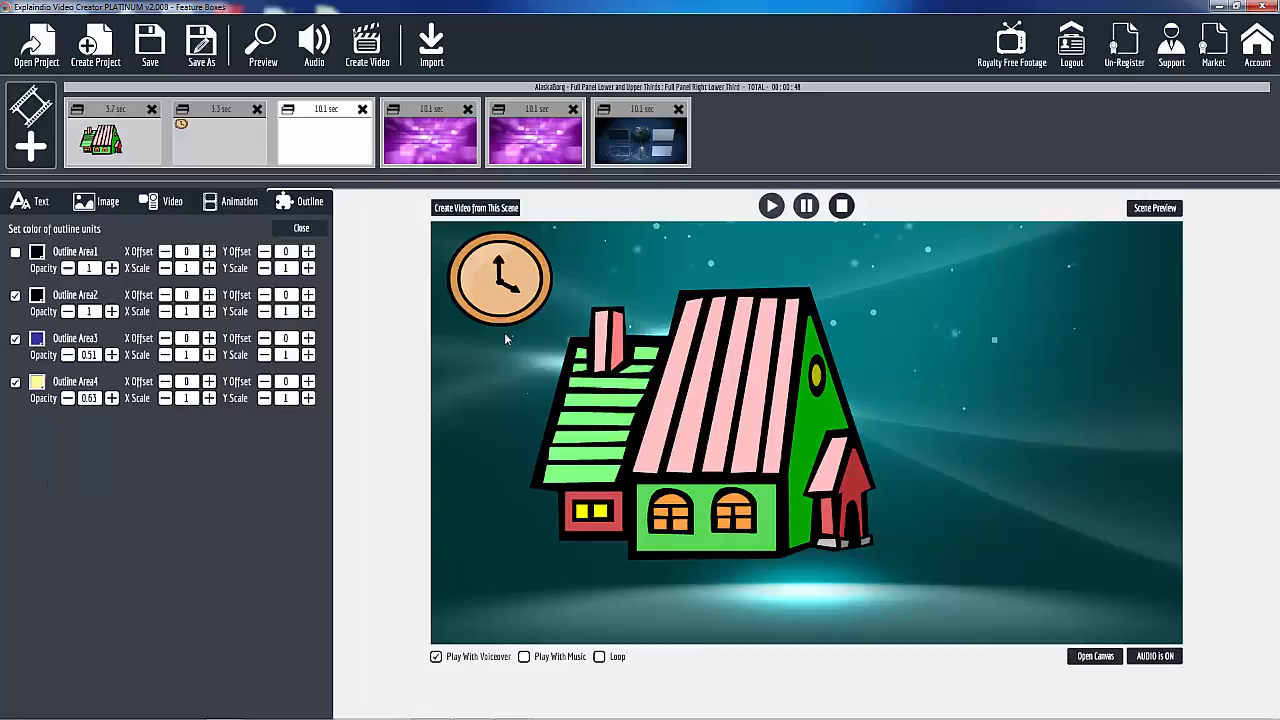 Explaindio Video Creator PLATINUM v2.008 - Feature Boxes
Open Project Create Project Save Save As Preview Audio Create Video Import Royalty Free Footage Logout Un-Register Support Market Account
AlaskaBorg - Full Panel Lower and Upper Thirds : Full Panel Right Lower Third - TOTAL - 00 : 00 : 48
3.7 sec 3.3 sec 10.1 sec 10.1 sec 10.1 sec 10.1 sec
Text Image Video Animation Outline
Create Video from This Scene Scene Preview
Set color of outline units Close
Outline Area1 X Offset 0 Y Offset 0
Opacity 1 X Scale 1 Y Scale 1
Outline Area2 X Offset 0 Y Offset 0
Opacity 1 X Scale 1 Y Scale 1
Outline Area3 X Offset 0 Y Offset 0
Opacity 0.51 X Scale 1 Y Scale 1
Outline Area4 X Offset 0 Y Offset 0
Opacity 0.63 X Scale 1 Y Scale 1
Play With Voiceover Play With Music Loop Open Canvas AUDIO is ON